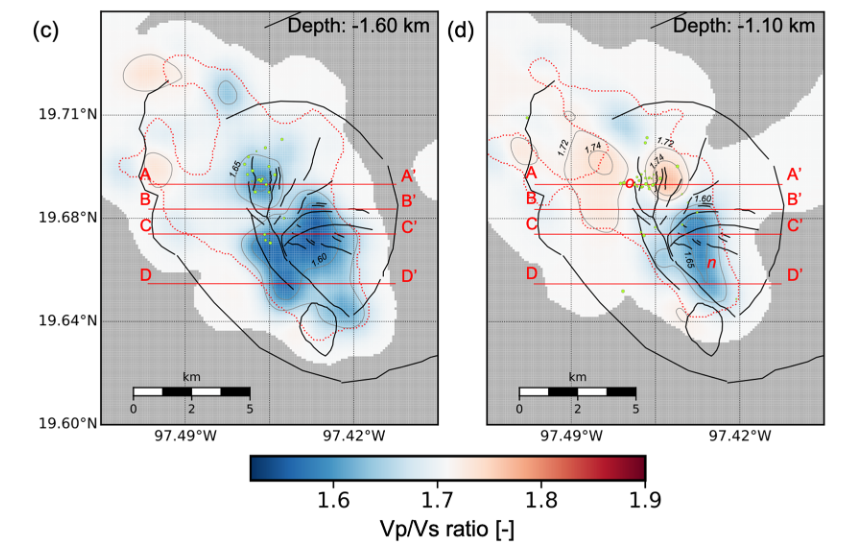 (c)
Depth: -1.60 km
(d)
Depth: -1.10 km
19.71°N
19.68°N
19.64°N
19.60°N
1.65
1.60
A A'
B B'
C C'
D D'
km
0 2 5
97.49°W 97.42°W
1.72
1.74
1.72
1.74
1.60
1.65
o
n
A A'
B B'
C C'
D D'
km
0 2 5
97.49°W 97.42°W
1.6 1.7 1.8 1.9
Vp/Vs ratio [-]